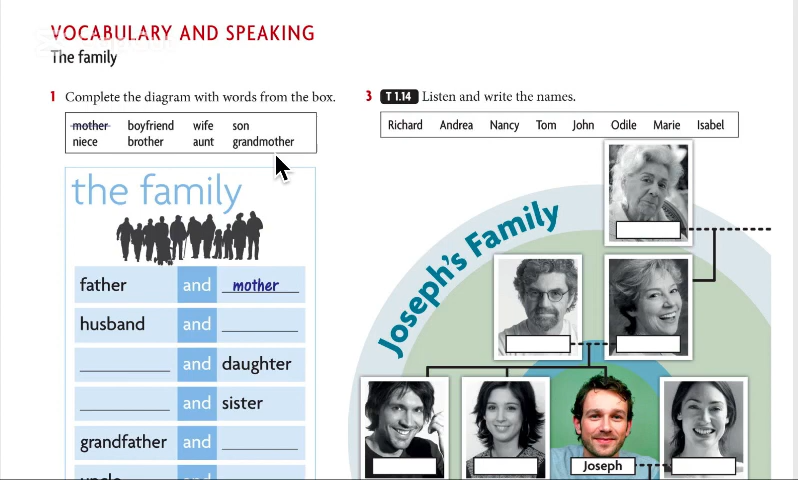 VOCABULARY AND SPEAKING
The family
1 Complete the diagram with words from the box.
mother boyfriend wife son
niece brother aunt grandmother
the family
father and mother
husband and
and daughter
and sister
grandfather and
uncle and
3 T 1.14 Listen and write the names.
Richard Andrea Nancy Tom John Odile Marie Isabel
Joseph's Family
Joseph